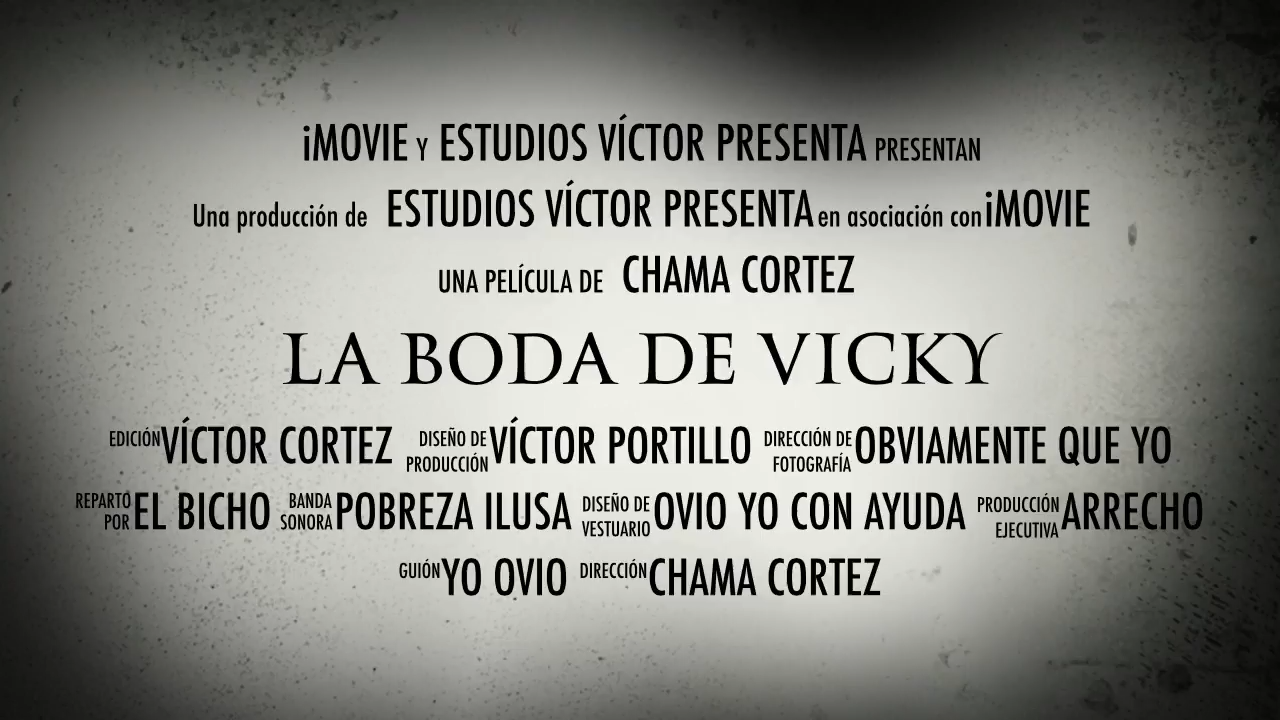 iMOVIE Y ESTUDIOS VÍCTOR PRESENTA PRESENTAN
Una producción de ESTUDIOS VÍCTOR PRESENTA en asociación con iMOVIE
UNA PELÍCULA DE CHAMA CORTEZ
LA BODA DE VICKY
EDICIÓN VÍCTOR CORTEZ DISEÑO DE PRODUCCIÓN VÍCTOR PORTILLO DIRECCIÓN DE FOTOGRAFÍA OBVIAMENTE QUE YO
REPARTO POR EL BICHO BANDA SONORA POBREZA ILUSA DISEÑO DE VESTUARIO OVIO YO CON AYUDA PRODUCCIÓN EJECUTIVA ARRECHO
GUIÓN YO OVIO DIRECCIÓN CHAMA CORTEZ